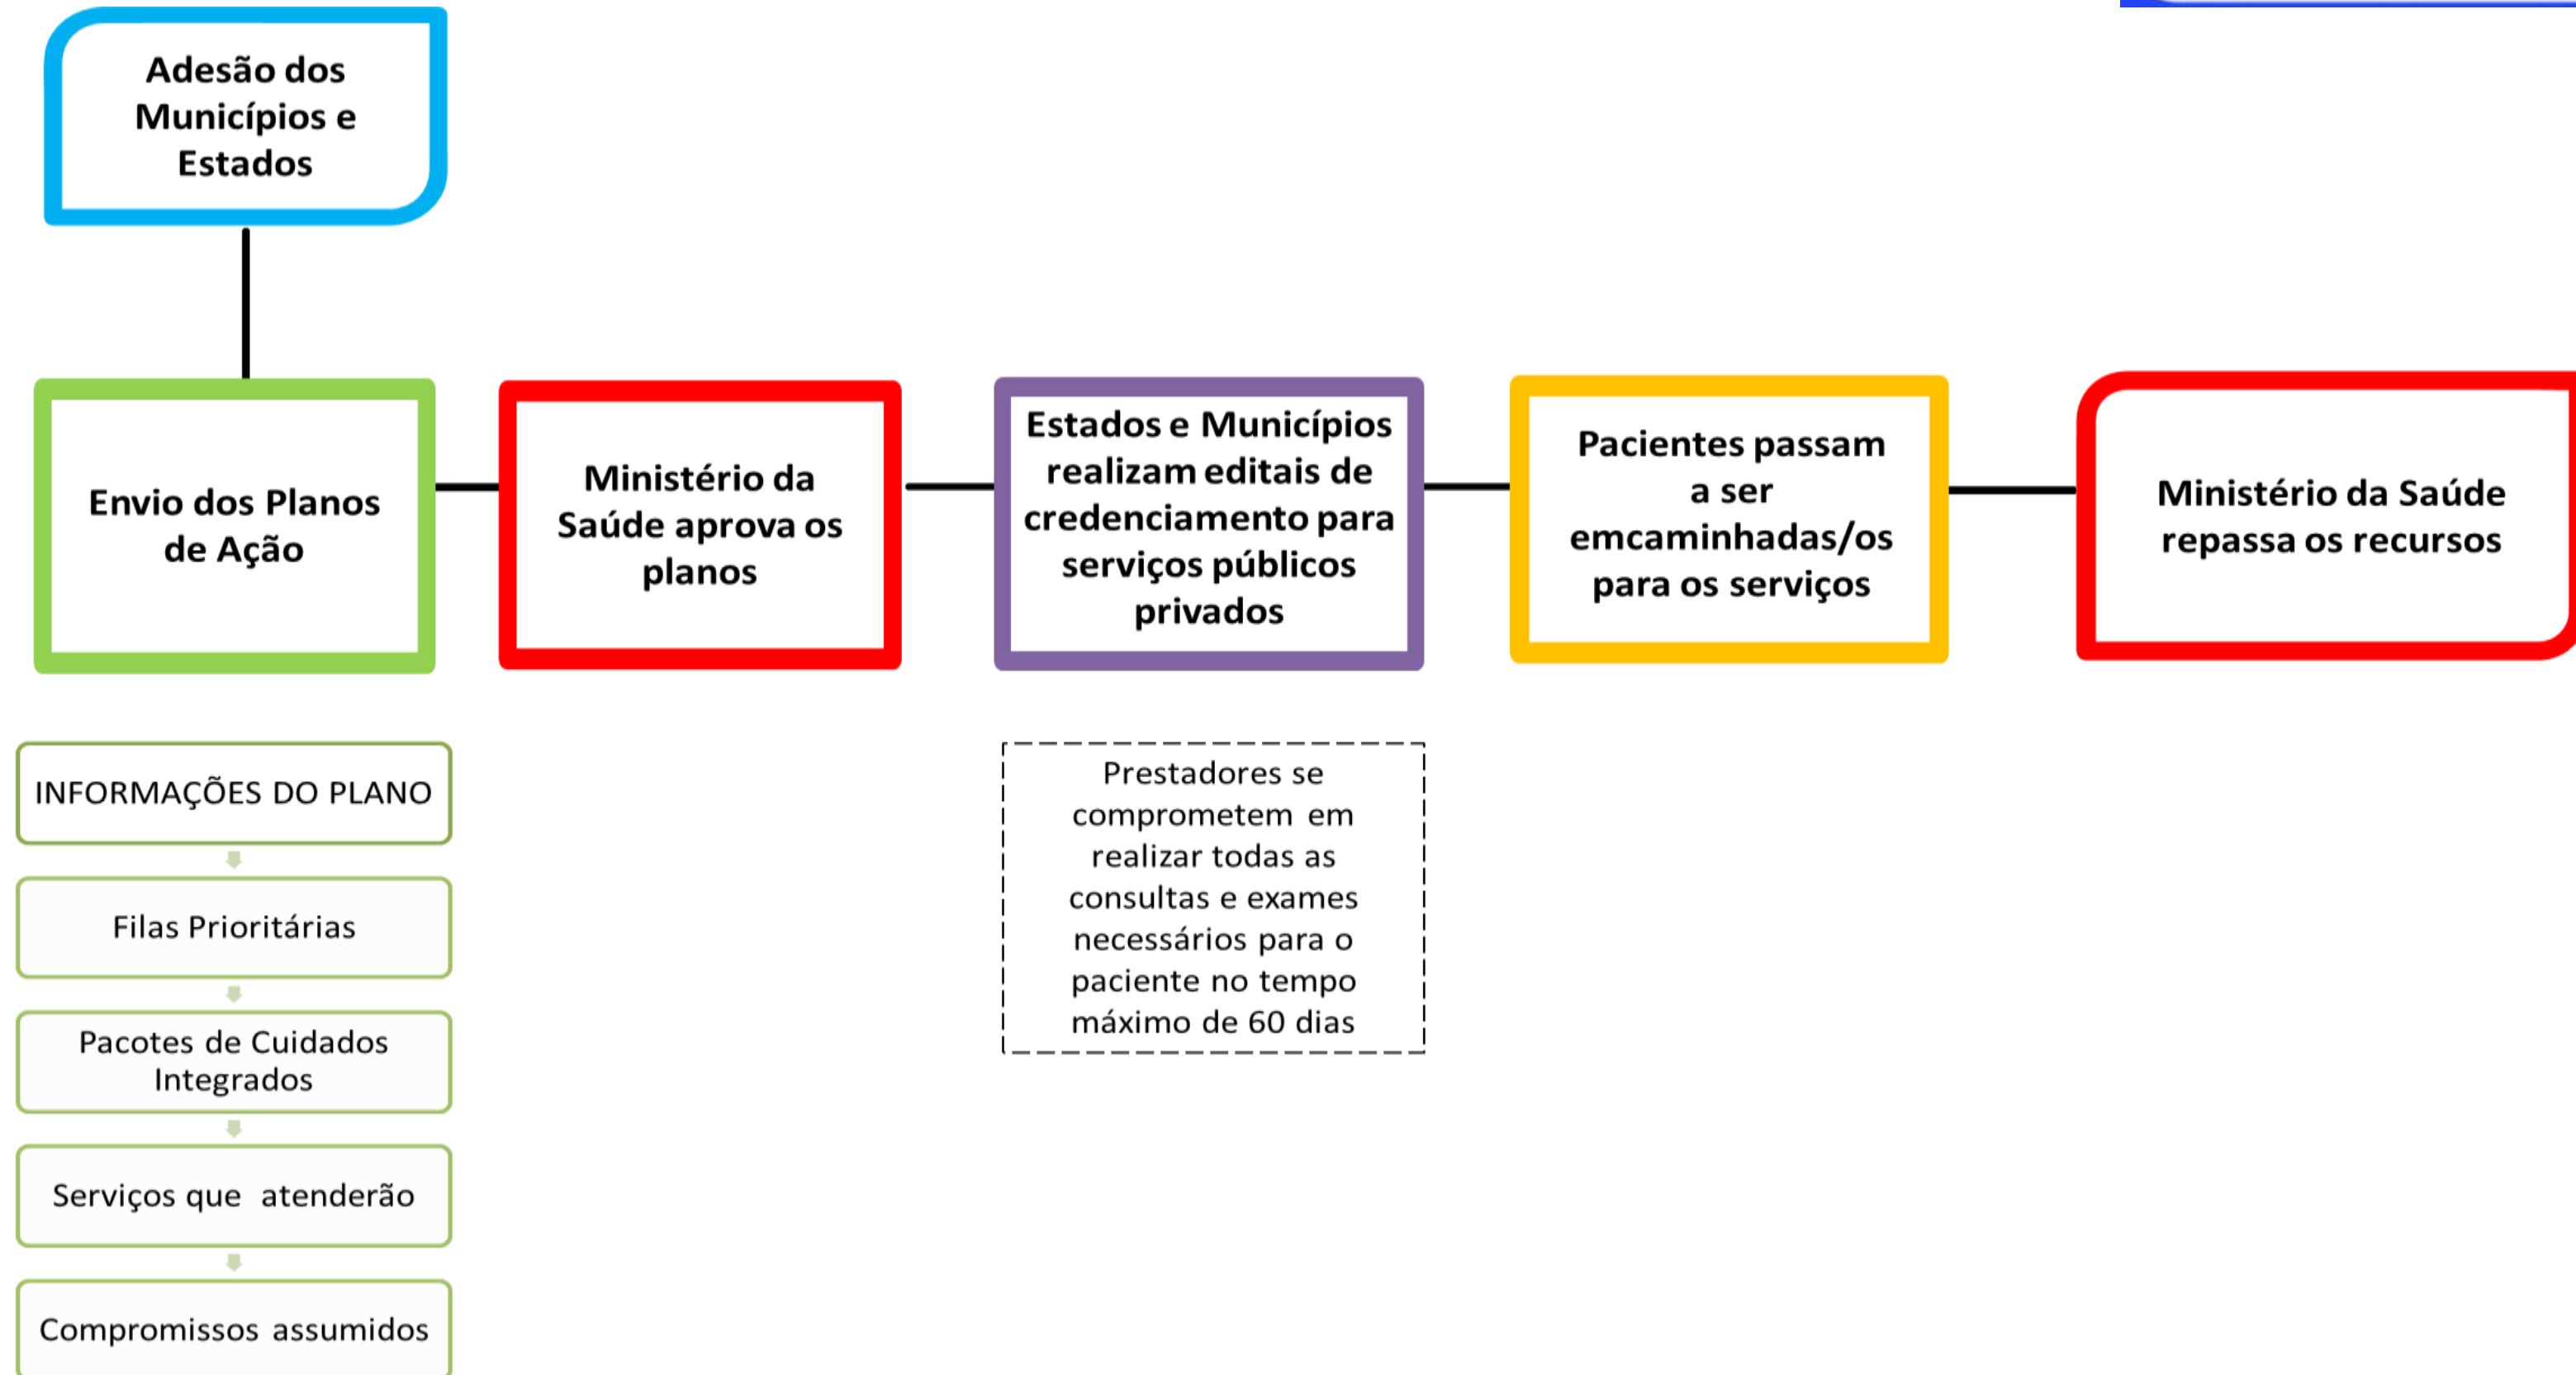 Adesão dos
Municípios e
Estados
Envio dos Planos
de Ação
Ministério da
Saúde aprova os
planos
Estados e Municípios
realizam editais de
credenciamento para
serviços públicos
privados
Pacientes passam
a ser
emcaminhadas/os
para os serviços
Ministério da Saúde
repassa os recursos
INFORMAÇÕES DO PLANO
Filas Prioritárias
Pacotes de Cuidados
Integrados
Serviços que atenderão
Compromissos assumidos
Prestadores se
comprometem em
realizar todas as
consultas e exames
necessários para o
paciente no tempo
máximo de 60 dias